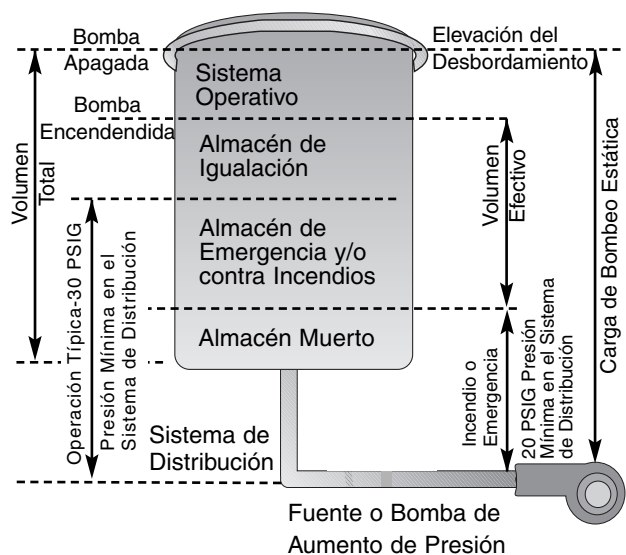 Bomba
Apagada
Elevación del
Desbordamiento
Sistema
Operativo
Bomba
Encendendida
Almacén de
Igualación
Volumen
Total
Volumen
Efectivo
Carga de Bombeo Estática
Almacén de
Emergencia y/o
contra Incendios
Operación Típica-30 PSIG
Presión Mínima en el
Sistema de Distribución
Almacén Muerto
Incendio o
Emergencia
20 PSIG Presión
Mínima en el Sistema
de Distribución
Sistema de
Distribución
Fuente o Bomba de
Aumento de Presión